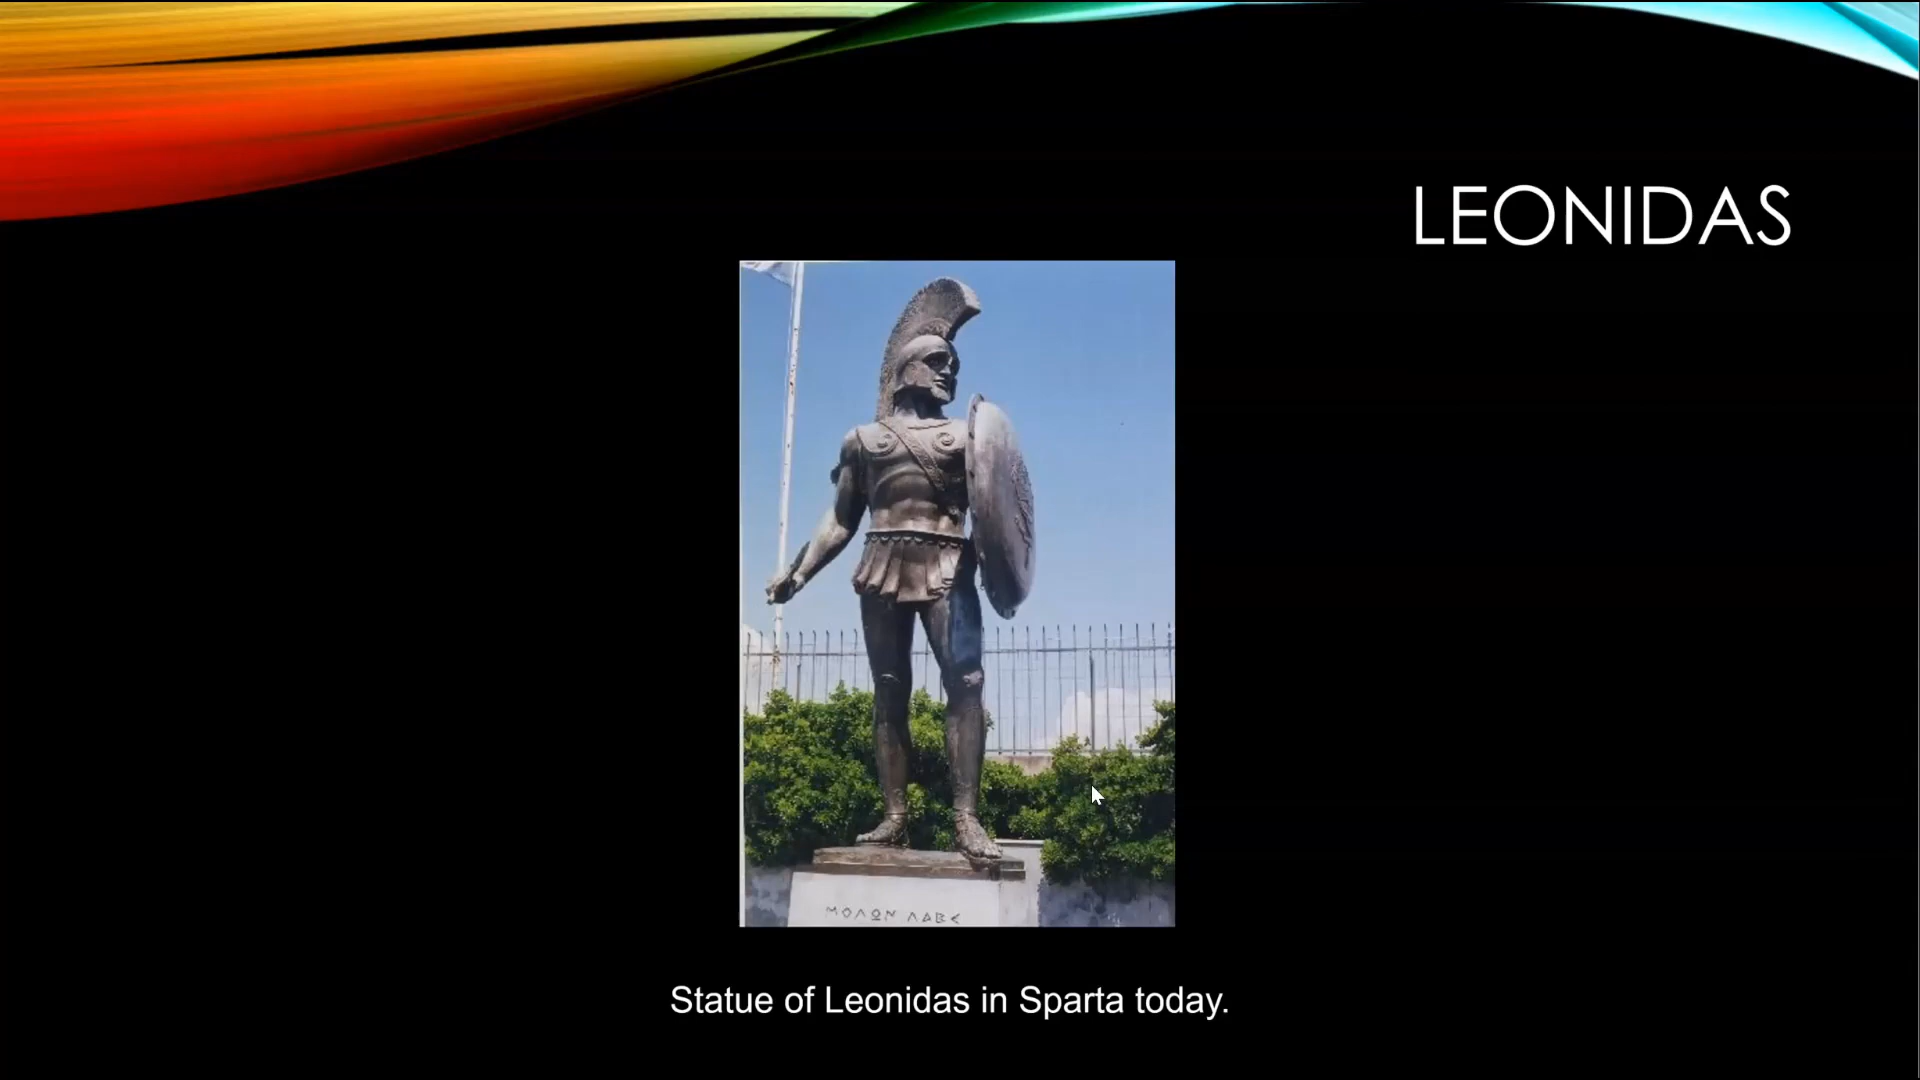 LEONIDAS
ΜΟΛΩΝ ΛΑΒΕ
Statue of Leonidas in Sparta today.